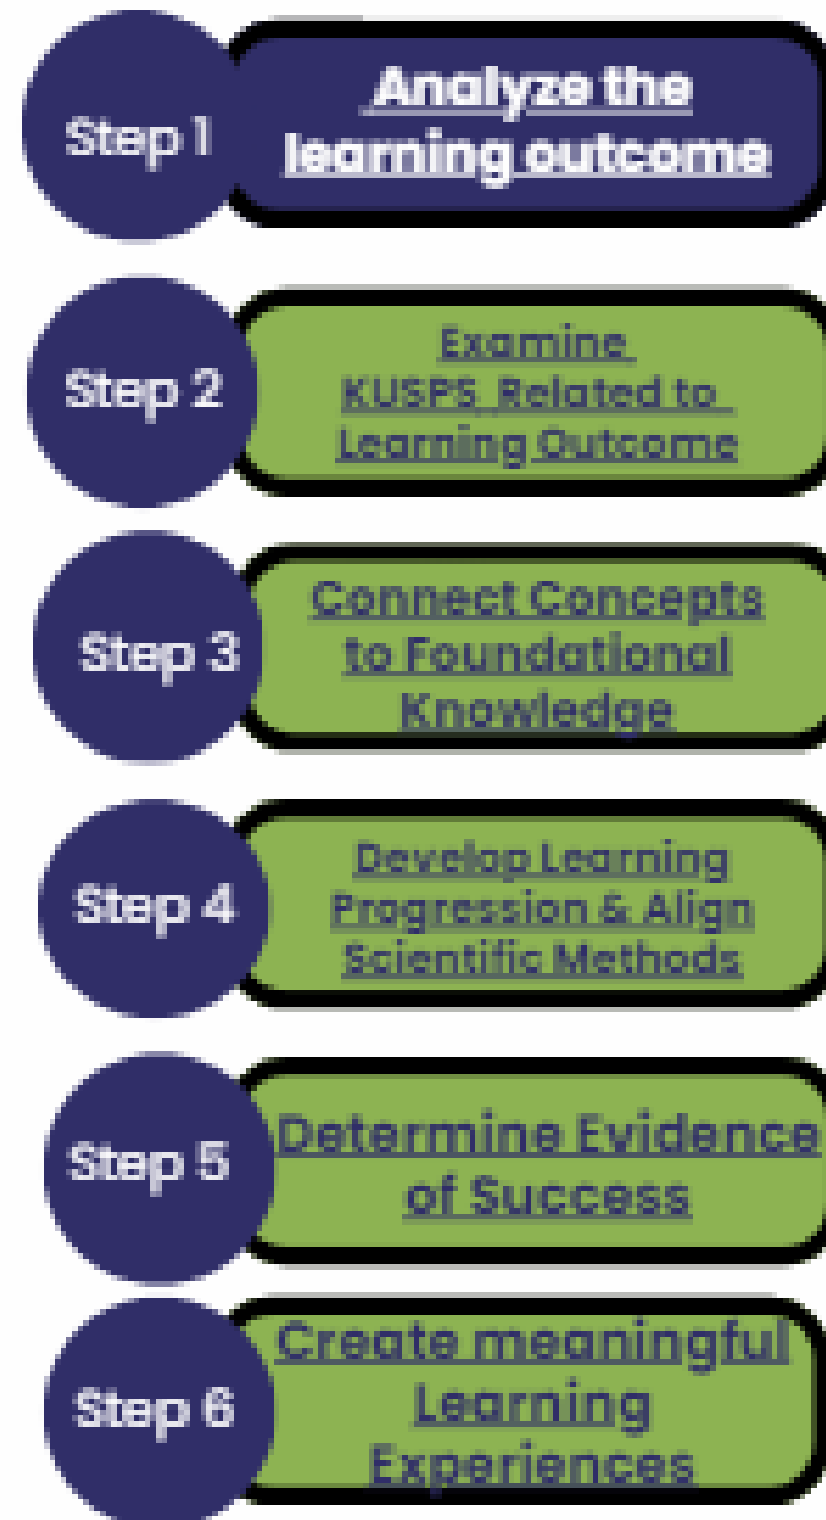 Step 1
Analyze the
learning outcome
Step 2
Examine
KUSPS Related to
Learning Outcome
Step 3
Connect Concepts
to Foundational
Knowledge
Step 4
Develop Learning
Progression & Align
Scientific Methods
Step 5
Determine Evidence
of Success
Step 6
Create meaningful
Learning
Experiences